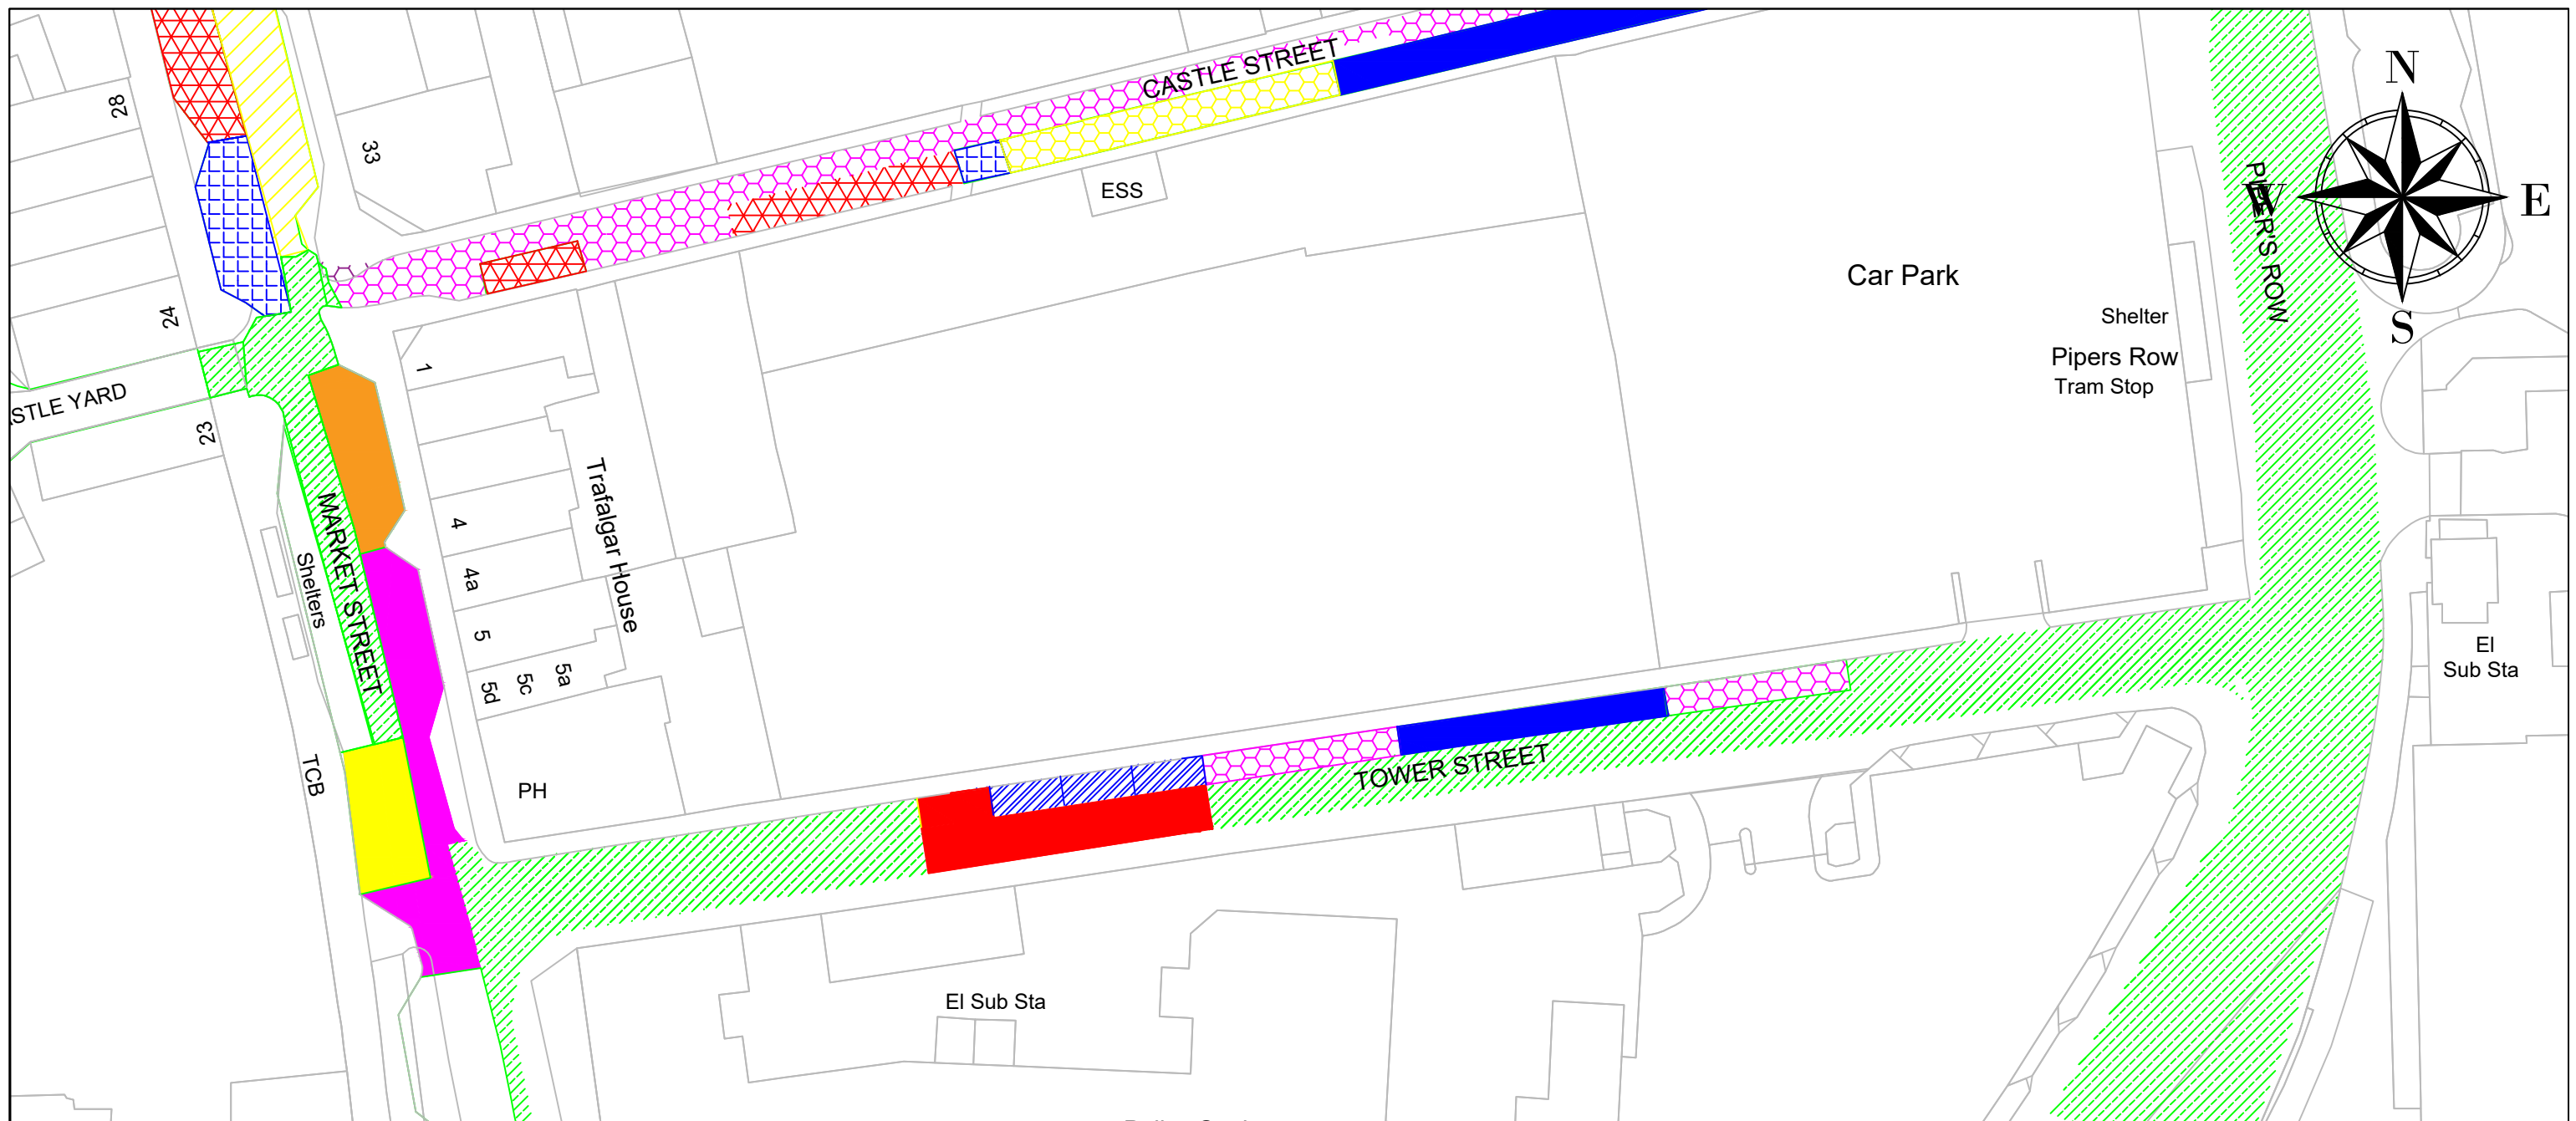 CASTLE STREET
N
W
E
S
PIPER'S ROW
28
33
ESS
24
Car Park
Shelter
Pipers Row
Tram Stop
STLE YARD
23
1
MARKET STREET
Shelters
Trafalgar House
4
4a
5
5a
5c
5d
El
Sub Sta
TCB
PH
TOWER STREET
El Sub Sta